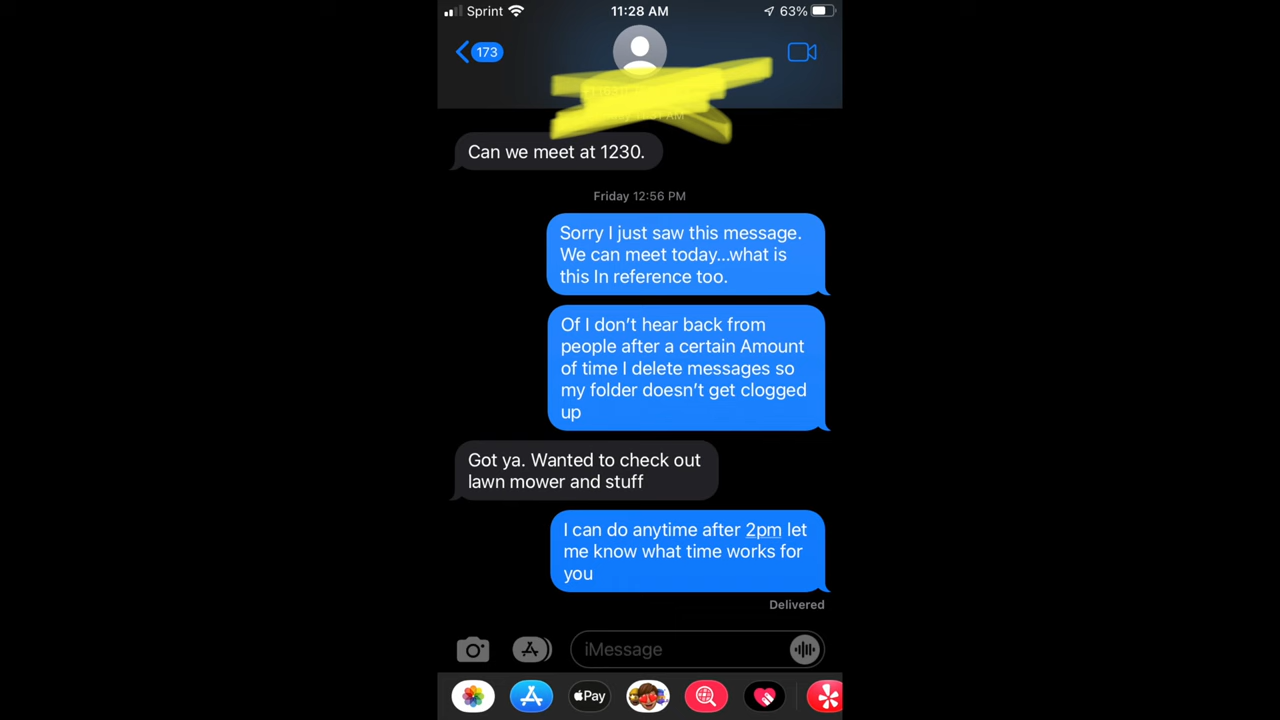 Sprint 11:28 AM 63%
173
Can we meet at 1230.
Friday 12:56 PM
Sorry I just saw this message.
We can meet today...what is
this In reference too.
Of I don't hear back from
people after a certain Amount
of time I delete messages so
my folder doesn't get clogged
up
Got ya. Wanted to check out
lawn mower and stuff
I can do anytime after 2pm let
me know what time works for
you
Delivered
iMessage
Pay